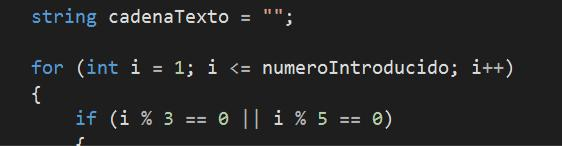 string cadenaTexto = "";
for (int i = 1; i <= numeroIntroducido; i++)
{
if (i % 3 == 0 || i % 5 == 0)
{